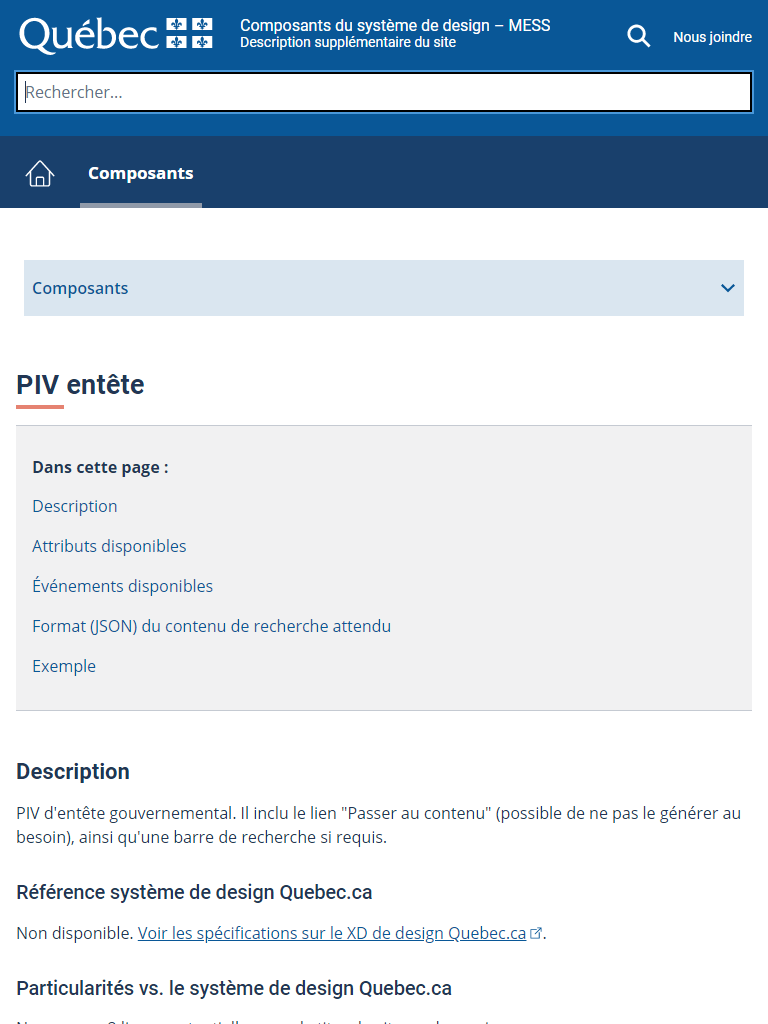 Québec
Composants du système de design – MESS
Description supplémentaire du site
Nous joindre
Rechercher...
Composants
Composants
PIV entête
Dans cette page :
Description
Attributs disponibles
Événements disponibles
Format (JSON) du contenu de recherche attendu
Exemple
Description
PIV d'entête gouvernemental. Il inclu le lien "Passer au contenu" (possible de ne pas le générer au
besoin), ainsi qu'une barre de recherche si requis.
Référence système de design Quebec.ca
Non disponible. Voir les spécifications sur le XD de design Quebec.ca.
Particularités vs. le système de design Quebec.ca